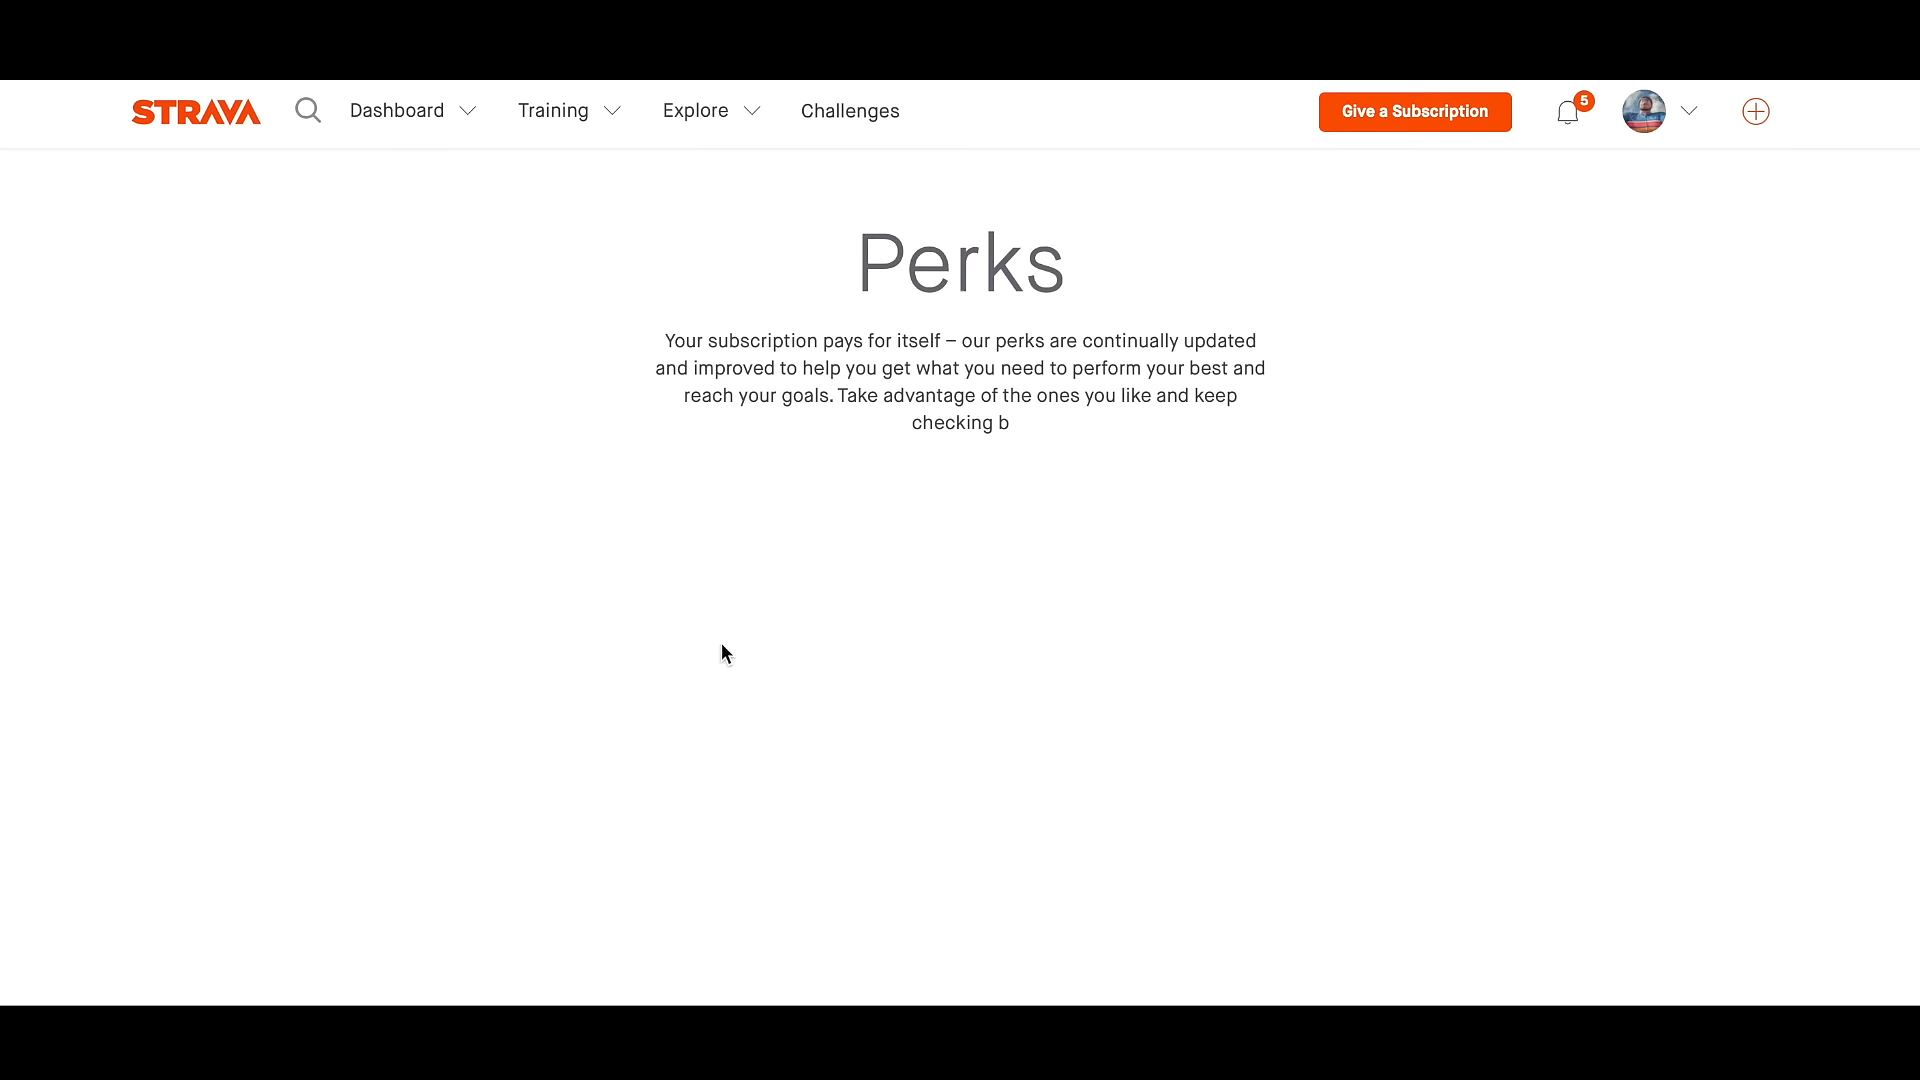 STRAVA Dashboard Training Explore Challenges Give a Subscription 5
Perks
Your subscription pays for itself – our perks are continually updated
and improved to help you get what you need to perform your best and
reach your goals. Take advantage of the ones you like and keep
checking b